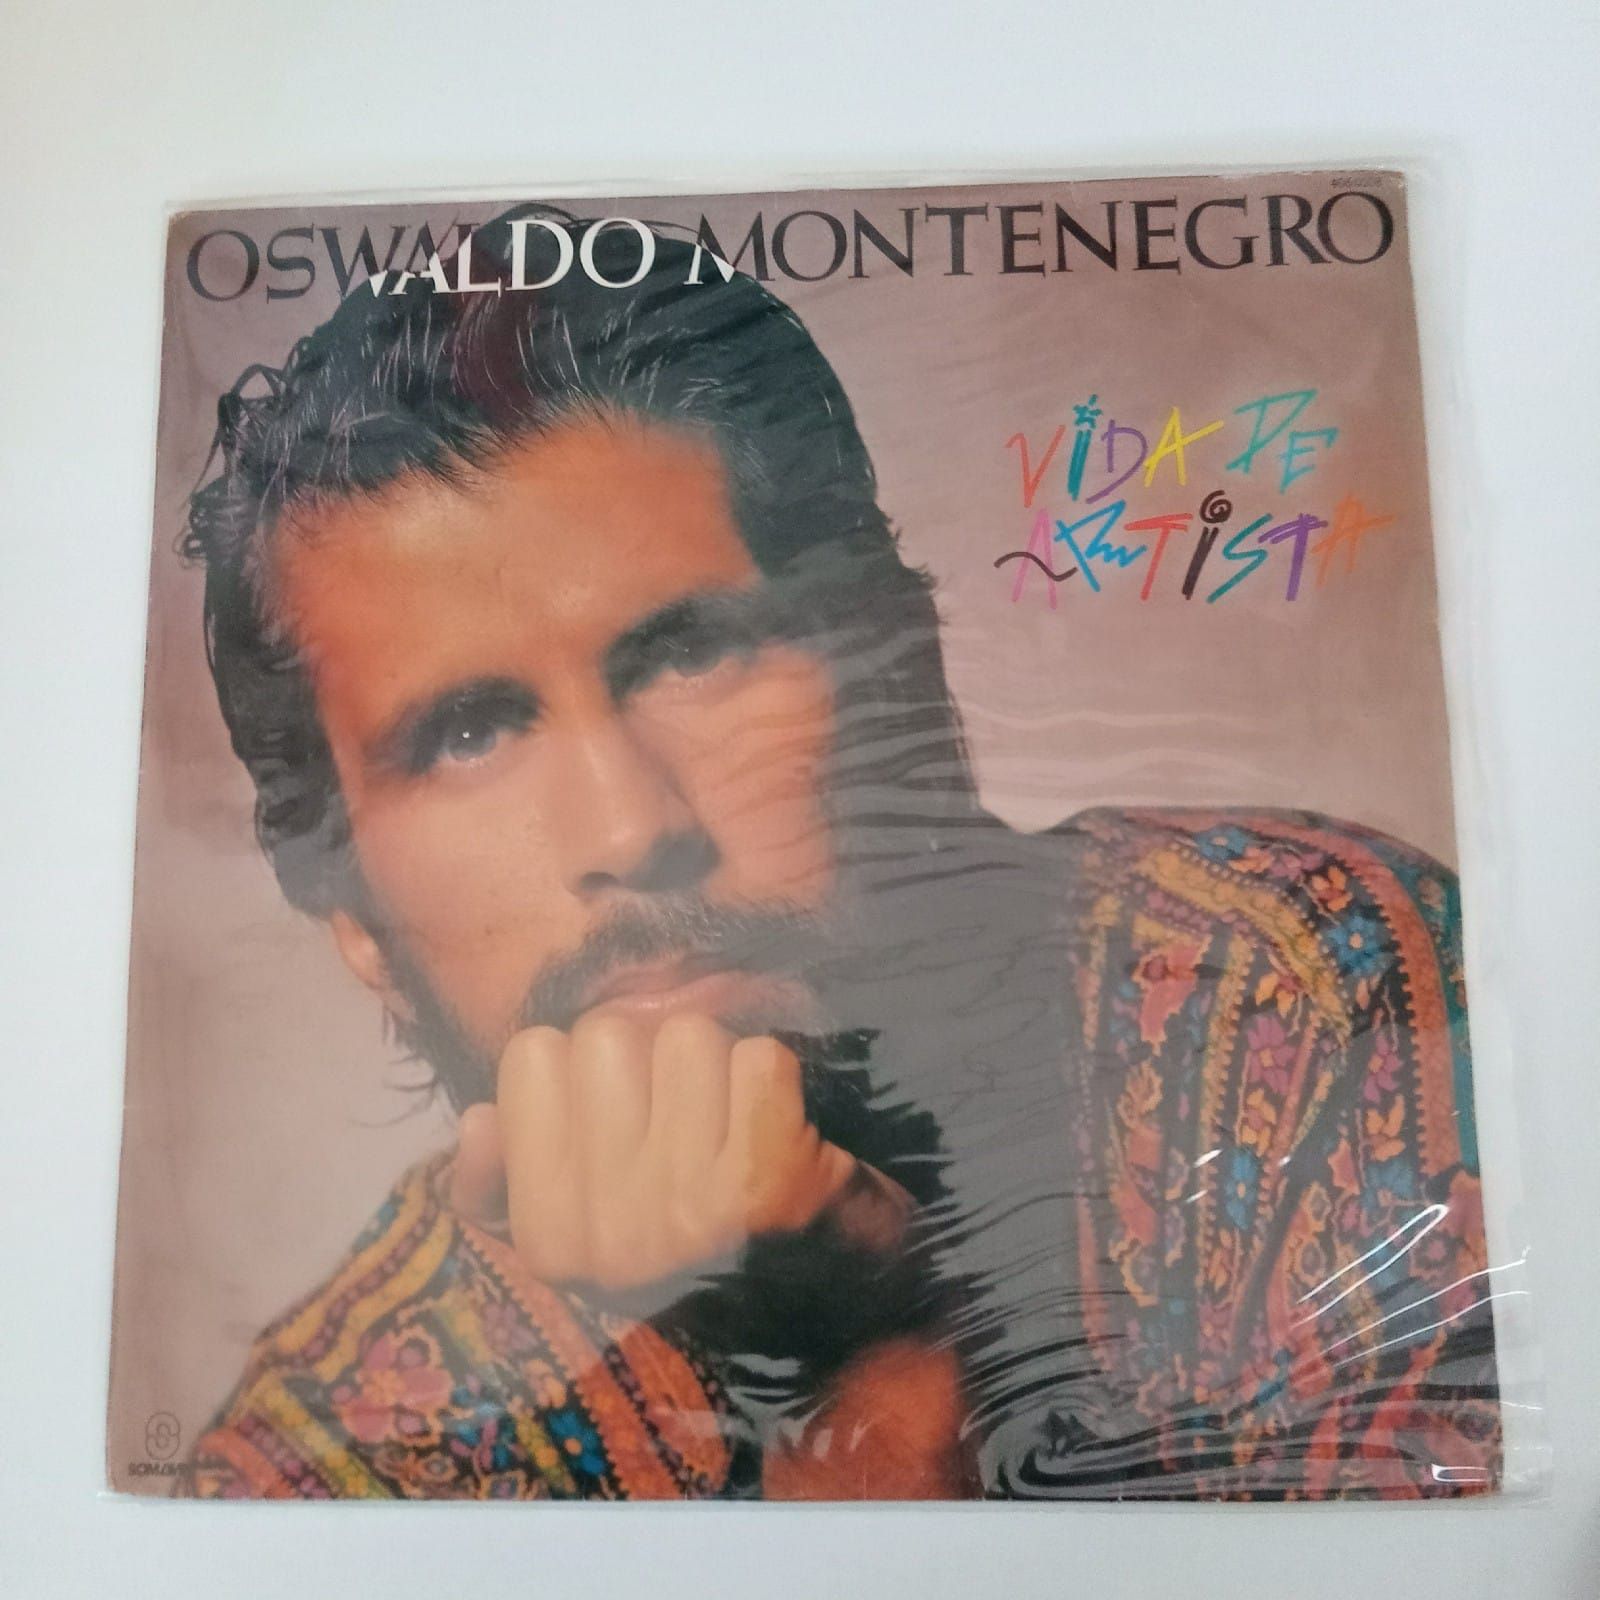 OSWALDO MONTENEGRO
VIDA DE
ARTISTA